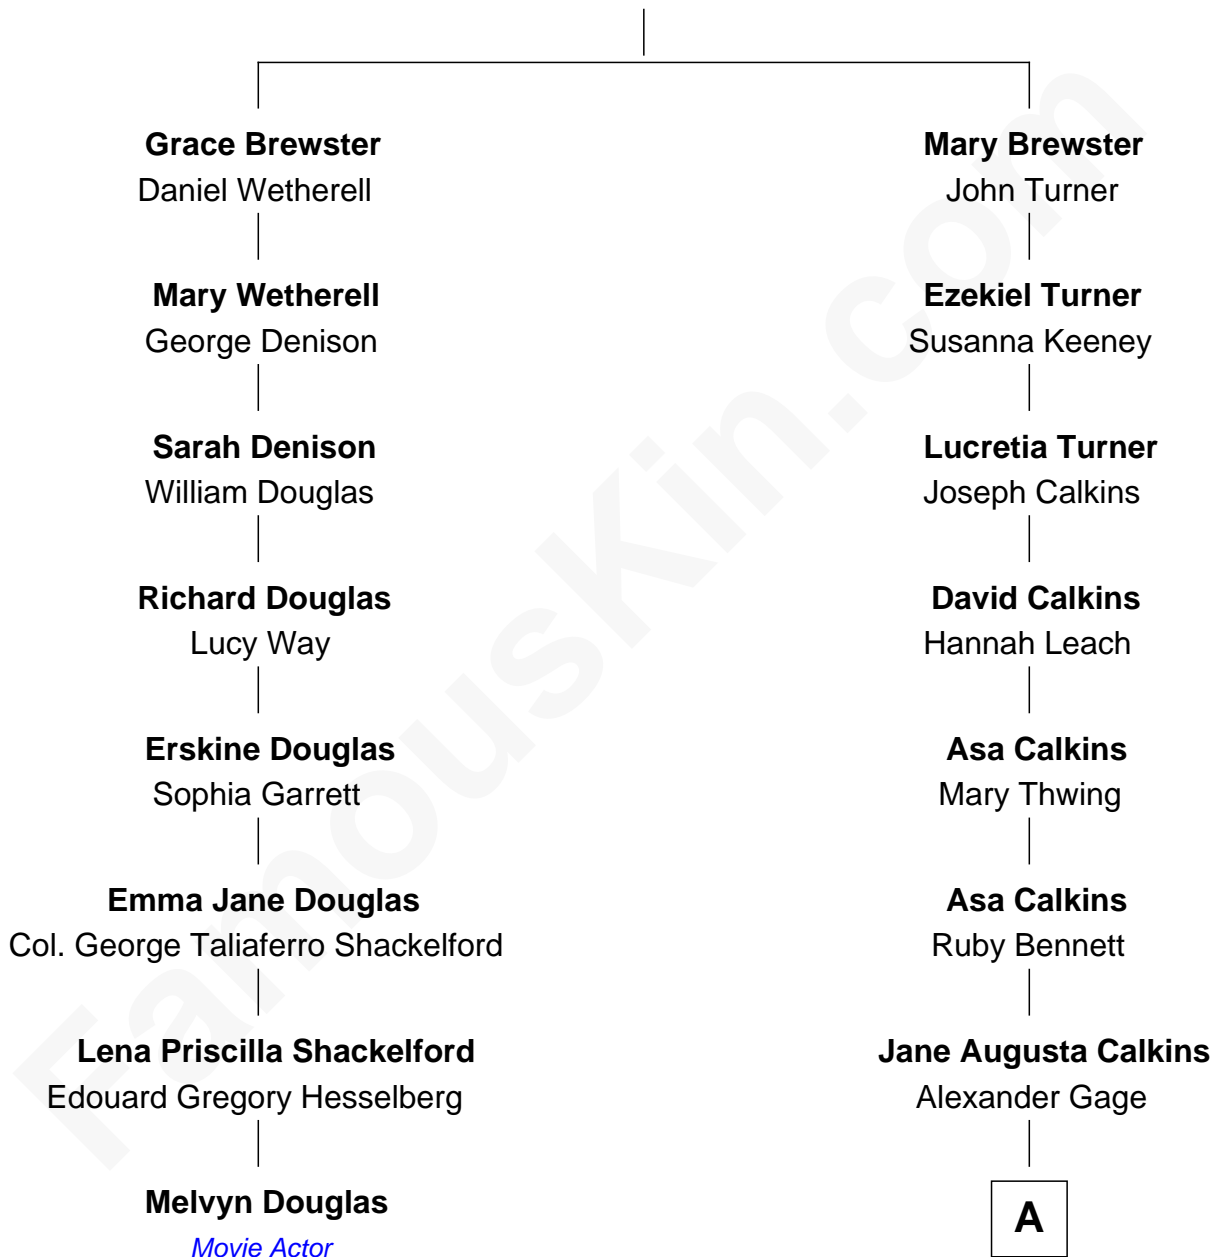 Grace Brewster
Daniel Wetherell
Mary Wetherell
George Denison
Sarah Denison
William Douglas
Richard Douglas
Lucy Way
Erskine Douglas
Sophia Garrett
Emma Jane Douglas
Col. George Taliaferro Shackelford
Lena Priscilla Shackelford
Edouard Gregory Hesselberg
Melvyn Douglas
Movie Actor
Mary Brewster
John Turner
Ezekiel Turner
Susanna Keeney
Lucretia Turner
Joseph Calkins
David Calkins
Hannah Leach
Asa Calkins
Mary Thwing
Asa Calkins
Ruby Bennett
Jane Augusta Calkins
Alexander Gage
A
FamousKin.com